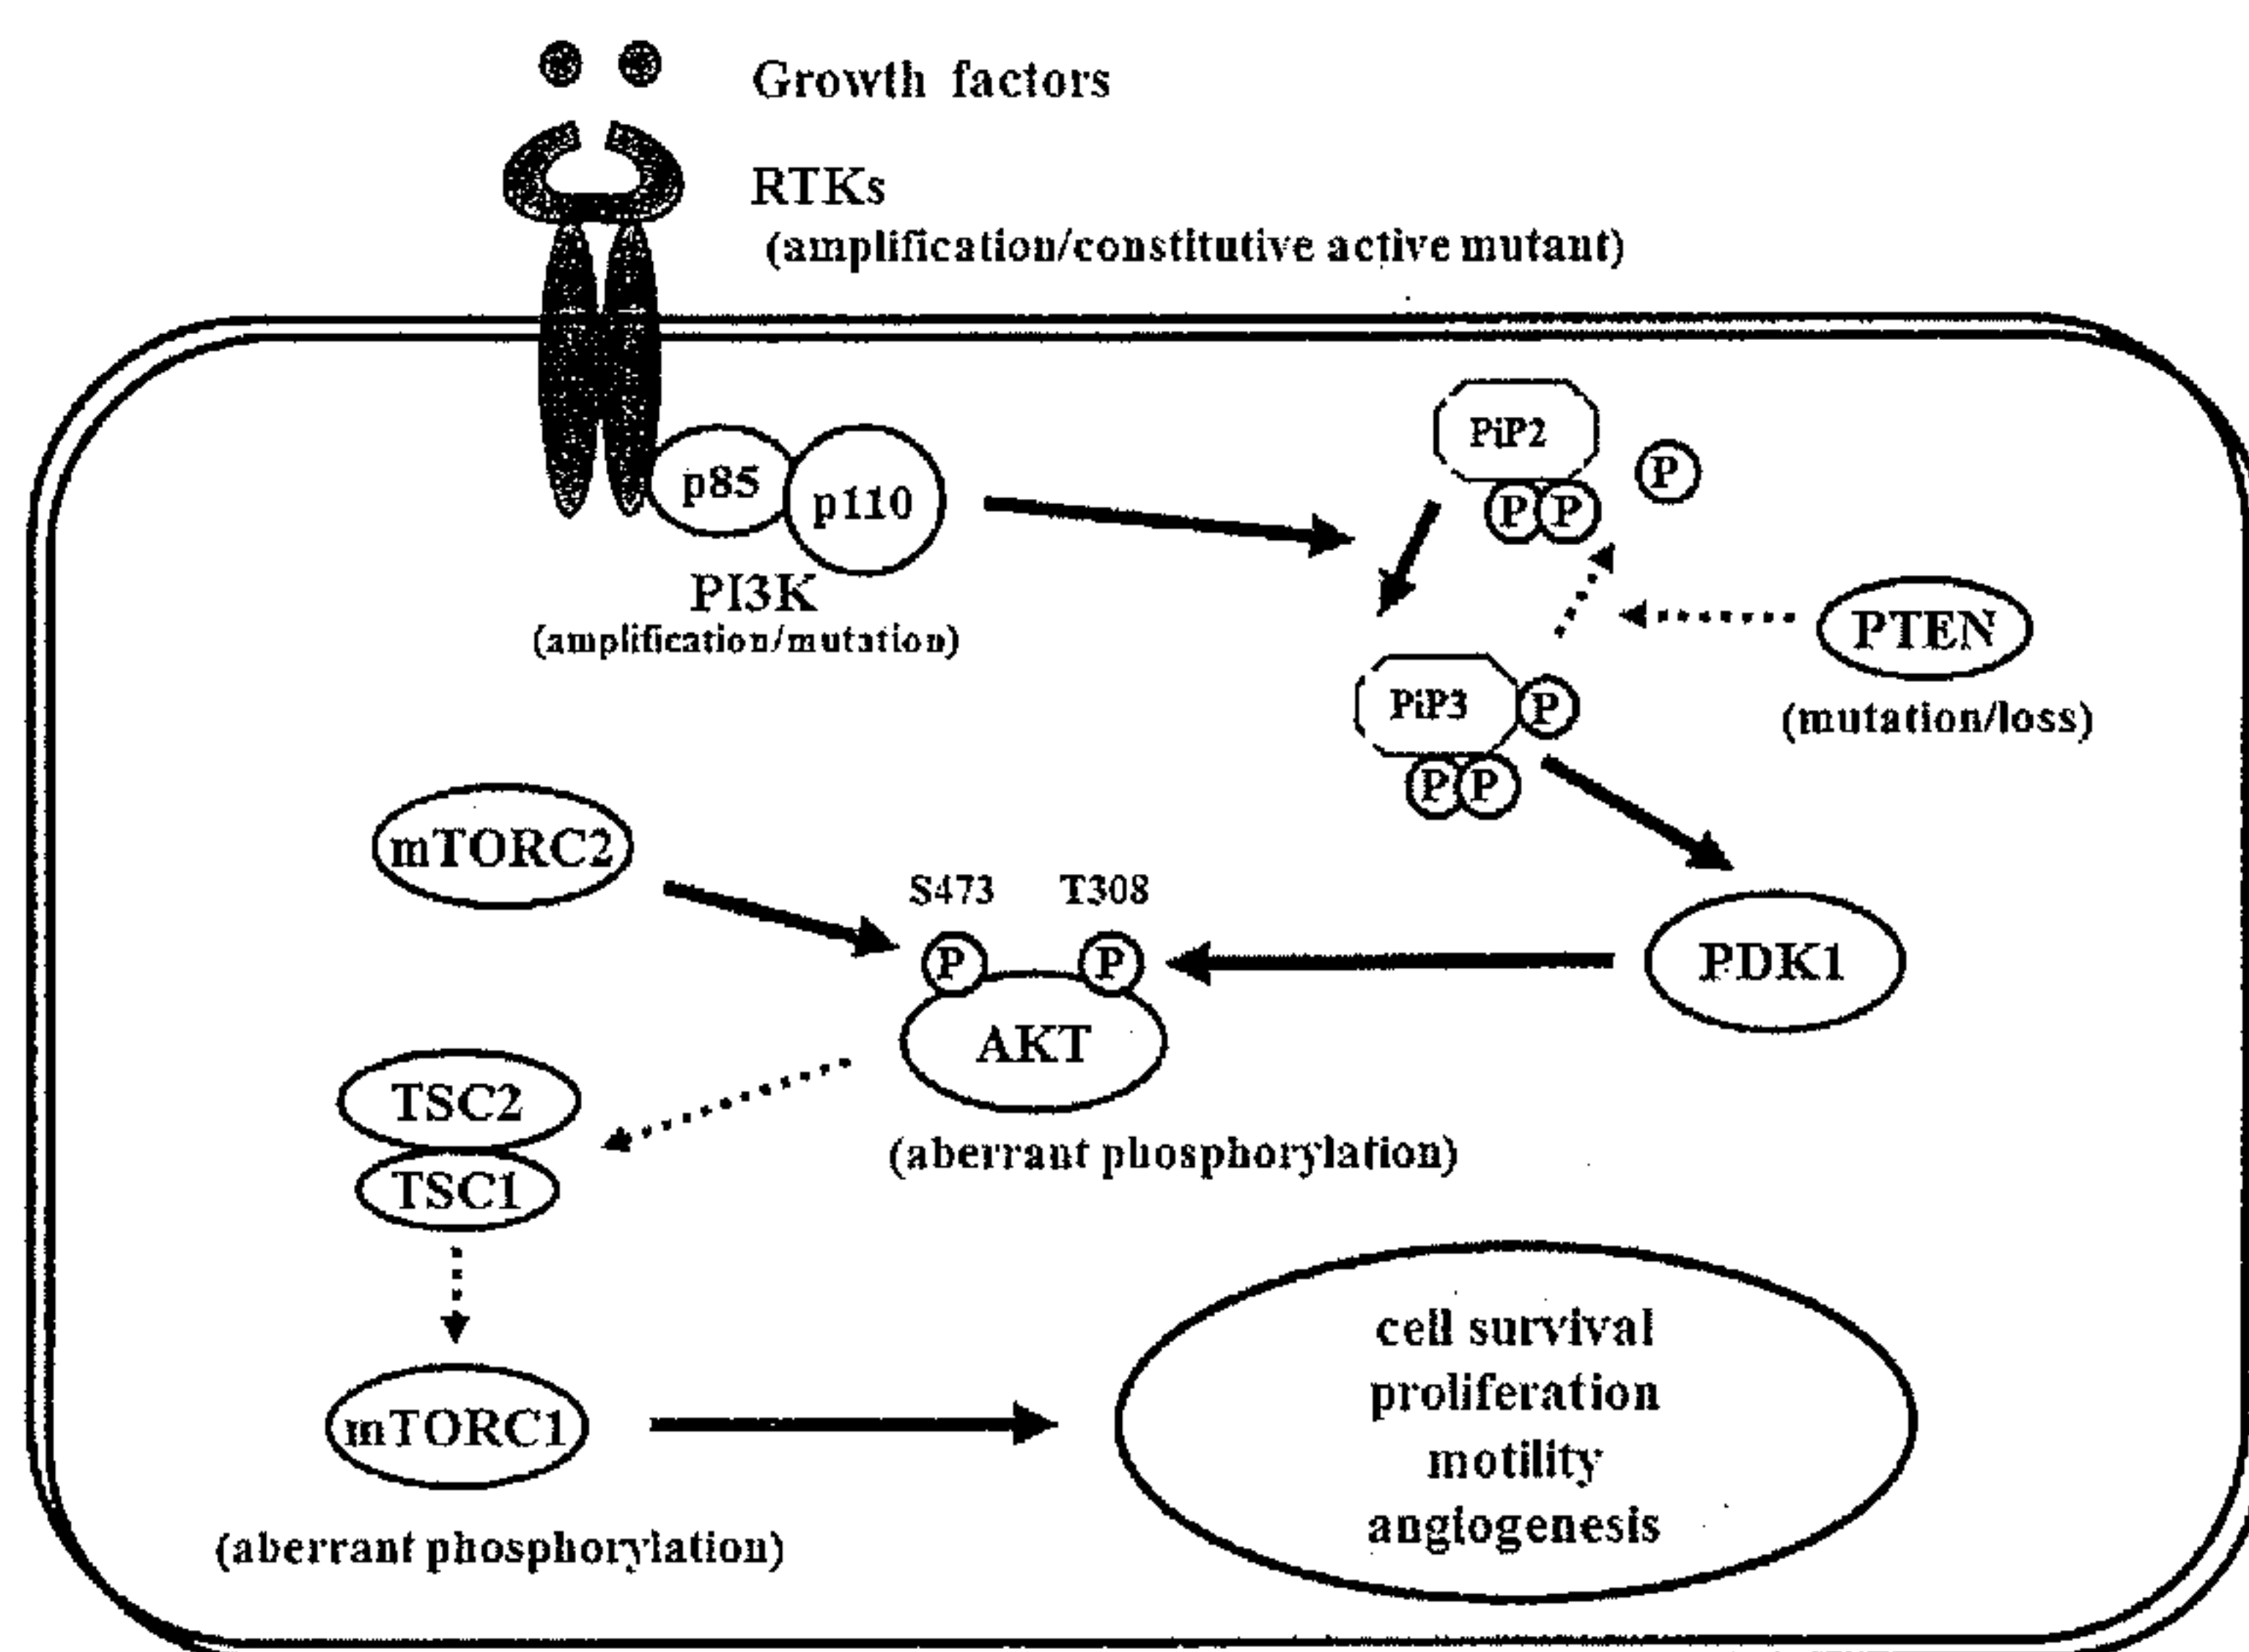 Growth factors
RTKs
(amplification/constitutive active mutant)
PiP2
P
P P
p85
p110
PI3K
(amplification/mutation)
PTEN
(mutation/loss)
PiP3
P
P P
mTORC2
S473 T308
P P
AKT
(aberrant phosphorylation)
PDK1
TSC2
TSC1
mTORC1
(aberrant phosphorylation)
cell survival
proliferation
motility
angiogenesis